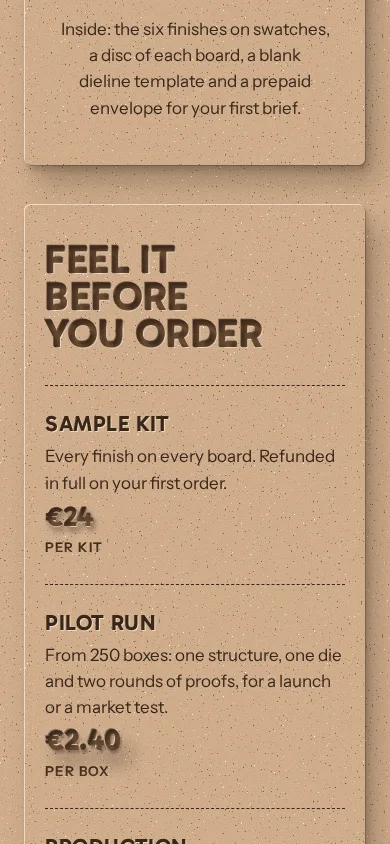 Inside: the six finishes on swatches,
a disc of each board, a blank
dieline template and a prepaid
envelope for your first brief.
FEEL IT
BEFORE
YOU ORDER
SAMPLE KIT
Every finish on every board. Refunded
in full on your first order.
€24
PER KIT
PILOT RUN
From 250 boxes: one structure, one die
and two rounds of proofs, for a launch
or a market test.
€2.40
PER BOX
PRODUCTION